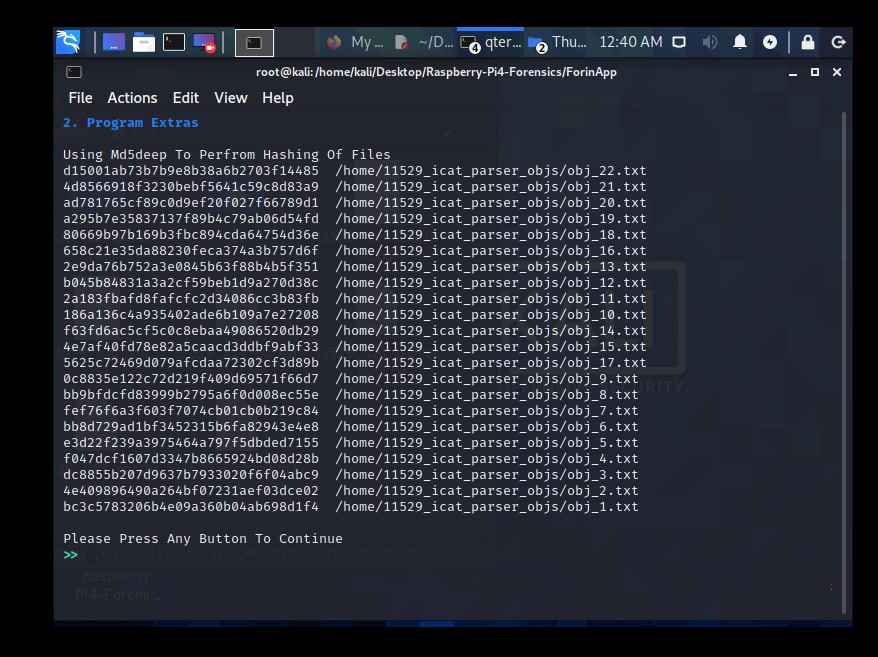 My ...
~/D...
4
qter...
2
Thu...
12:40 AM
root@kali:/home/kali/Desktop/Raspberry-Pi4-Forensics/ForinApp
File Actions Edit View Help
2. Program Extras
Using Md5deep To Perfrom Hashing Of Files
d15001ab73b7b9e8b38a6b2703f14485 /home/11529_icat_parser_objs/obj_22.txt
4d8566918f3230bebf5641c59c8d83a9 /home/11529_icat_parser_objs/obj_21.txt
ad781765cf89c0d9ef20f027f66789d1 /home/11529_icat_parser_objs/obj_20.txt
a295b7e35837137f89b4c79ab06d54fd /home/11529_icat_parser_objs/obj_19.txt
80669b97b169b3fbc894cda64754d36e /home/11529_icat_parser_objs/obj_18.txt
658c21e35da88230feca374a3b757d6f /home/11529_icat_parser_objs/obj_16.txt
2e9da76b752a3e0845b63f88b4b5f351 /home/11529_icat_parser_objs/obj_13.txt
b045b84831a3a2cf59beb1d9a270d38c /home/11529_icat_parser_objs/obj_12.txt
2a183fbafd8fafcfc2d34086cc3b83fb /home/11529_icat_parser_objs/obj_11.txt
186a136c4a935402ade6b109a7e27208 /home/11529_icat_parser_objs/obj_10.txt
f63fd6ac5cf5c0c8ebaa49086520db29 /home/11529_icat_parser_objs/obj_14.txt
4e7af40fd78e82a5caacd3ddbf9abf33 /home/11529_icat_parser_objs/obj_15.txt
5625c72469d079afcdaa72302cf3d89b /home/11529_icat_parser_objs/obj_17.txt
0c8835e122c72d219f409d69571f66d7 /home/11529_icat_parser_objs/obj_9.txt
bb9bfdcfd83999b2795a6f0d008ec55e /home/11529_icat_parser_objs/obj_8.txt
fef76f6a3f603f7074cb01cb0b219c84 /home/11529_icat_parser_objs/obj_7.txt
bb8d729ad1bf3452315b6fa82943e4e8 /home/11529_icat_parser_objs/obj_6.txt
e3d22f239a3975464a797f5dbded7155 /home/11529_icat_parser_objs/obj_5.txt
f047dcf1607d3347b8665924bd08d28b /home/11529_icat_parser_objs/obj_4.txt
dc8855b207d9637b7933020f6f04abc9 /home/11529_icat_parser_objs/obj_3.txt
4e409896490a264bf07231aef03dce02 /home/11529_icat_parser_objs/obj_2.txt
bc3c5783206b4e09a360b04ab698d1f4 /home/11529_icat_parser_objs/obj_1.txt
Please Press Any Button To Continue
>>
Raspberry-
Pi4-Forensi...